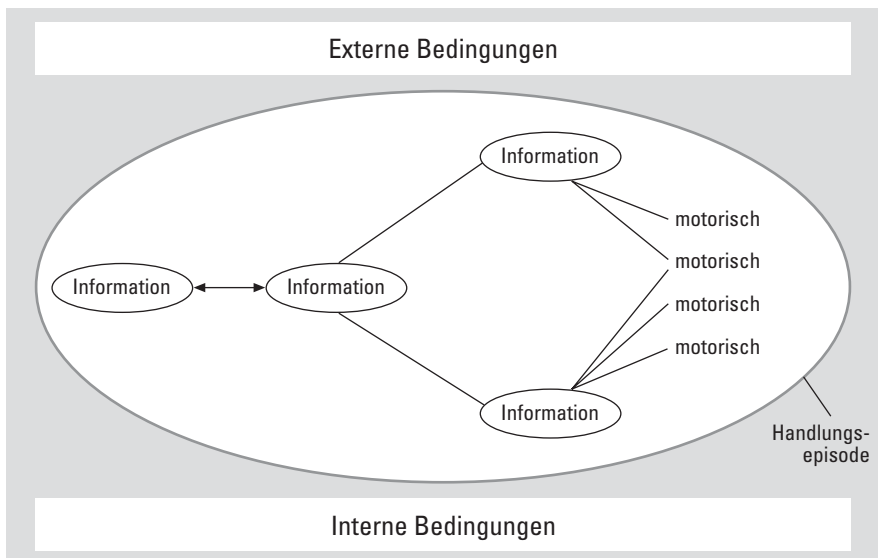 Externe Bedingungen
Information
motorisch
Information
Information
motorisch
motorisch
motorisch
Information
Handlungs-
episode
Interne Bedingungen